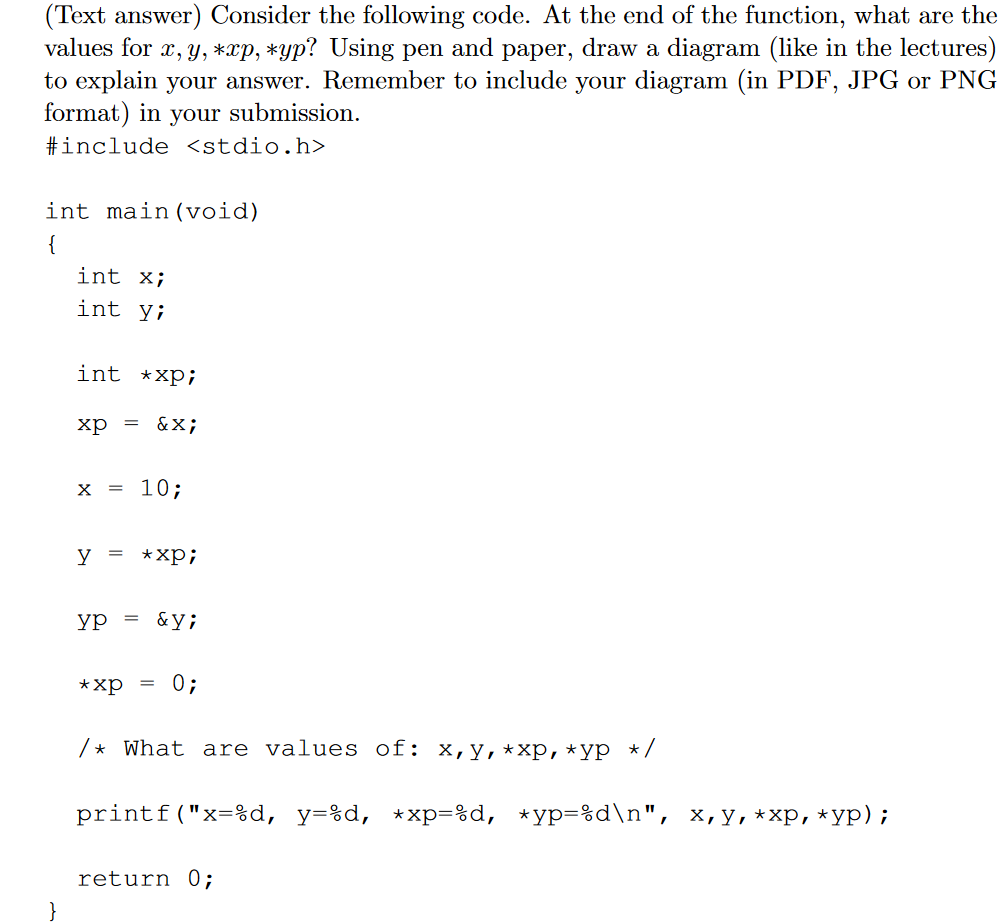 (Text answer) Consider the following code. At the end of the function, what are the
values for x, y, *xp, *yp? Using pen and paper, draw a diagram (like in the lectures)
to explain your answer. Remember to include your diagram (in PDF, JPG or PNG
format) in your submission.
#include <stdio.h>
int main(void)
{
int x;
int y;
int *xp;
xp = &x;
x = 10;
y = *xp;
yp = &y;
*xp = 0;
/* What are values of: x,y,*xp,*yp */
printf("x=%d, y=%d, *xp=%d, *yp=%d\n", x,y,*xp,*yp);
return 0;
}